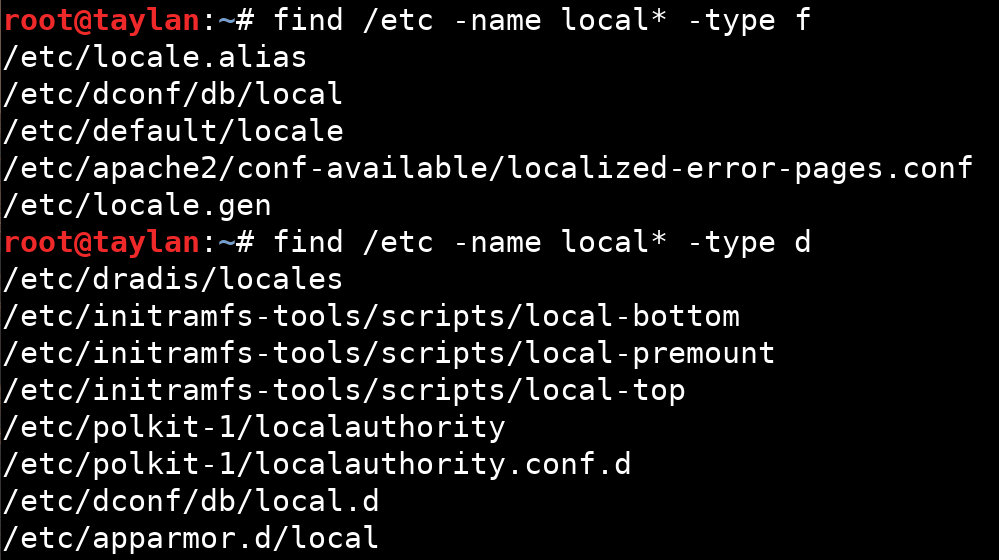 root@taylan:~# find /etc -name local* -type f
/etc/locale.alias
/etc/dconf/db/local
/etc/default/locale
/etc/apache2/conf-available/localized-error-pages.conf
/etc/locale.gen
root@taylan:~# find /etc -name local* -type d
/etc/dradis/locales
/etc/initramfs-tools/scripts/local-bottom
/etc/initramfs-tools/scripts/local-premount
/etc/initramfs-tools/scripts/local-top
/etc/polkit-1/localauthority
/etc/polkit-1/localauthority.conf.d
/etc/dconf/db/local.d
/etc/apparmor.d/local